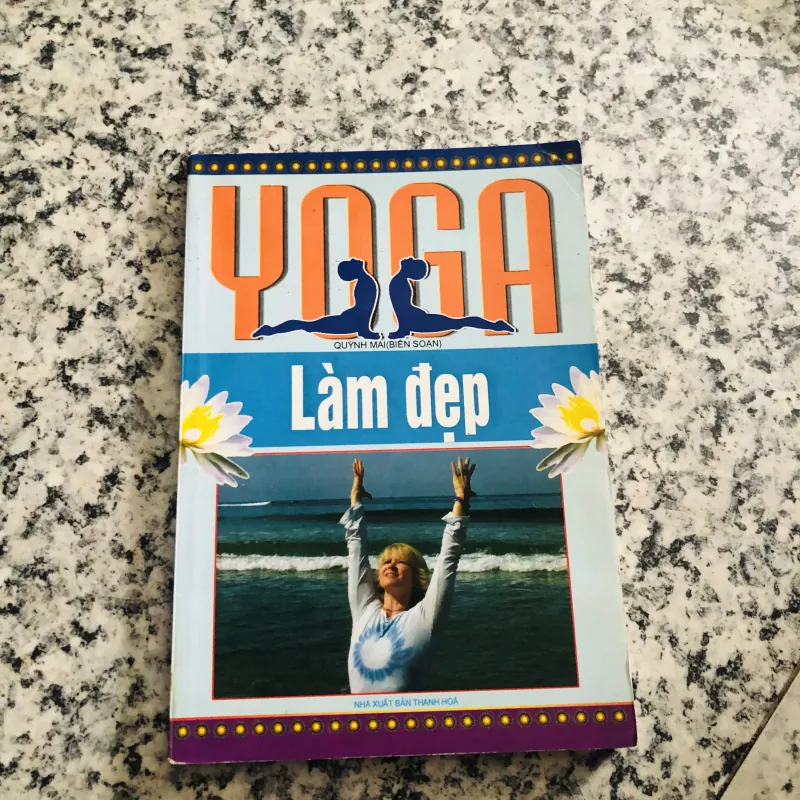 YOGA
QUỲNH MAI(BIÊN SOẠN)
Làm đẹp
NHÀ XUẤT BẢN THANH HOÁ